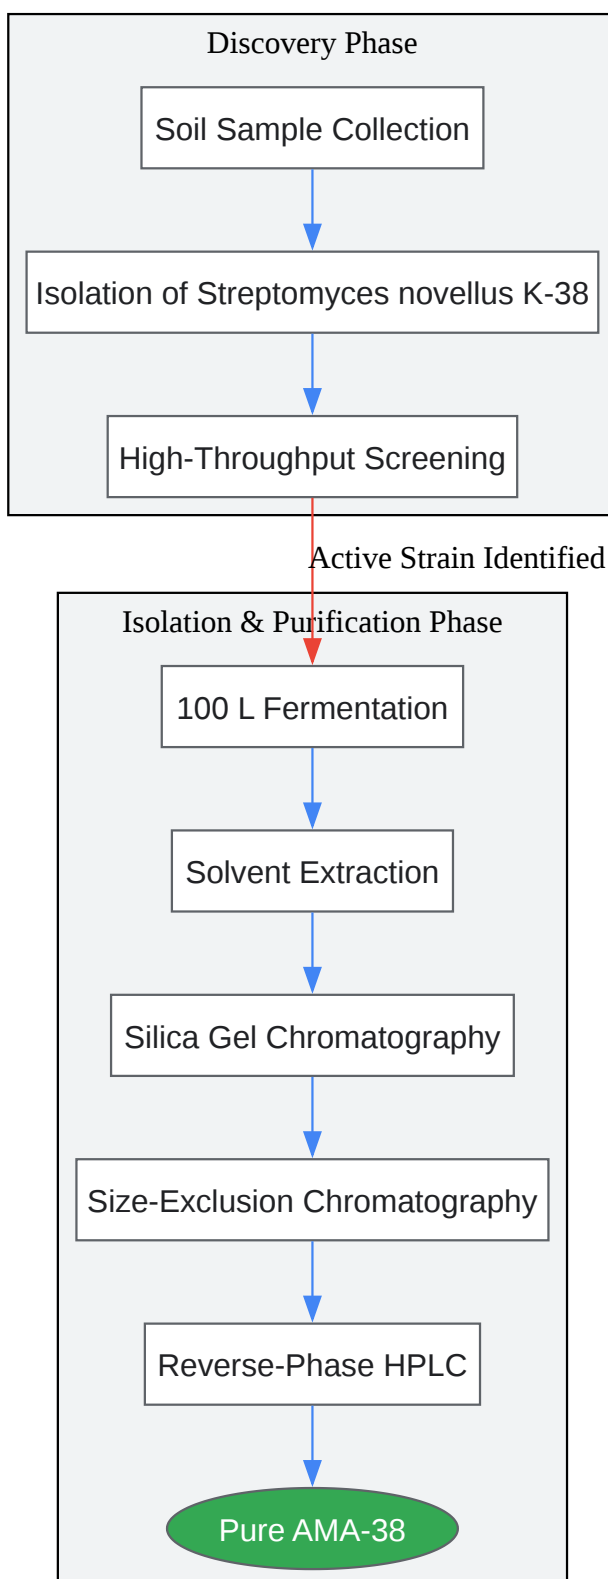 Discovery Phase
Soil Sample Collection
Isolation of Streptomyces novellus K-38
High-Throughput Screening
Active Strain Identified
Isolation & Purification Phase
100 L Fermentation
Solvent Extraction
Silica Gel Chromatography
Size-Exclusion Chromatography
Reverse-Phase HPLC
Pure AMA-38